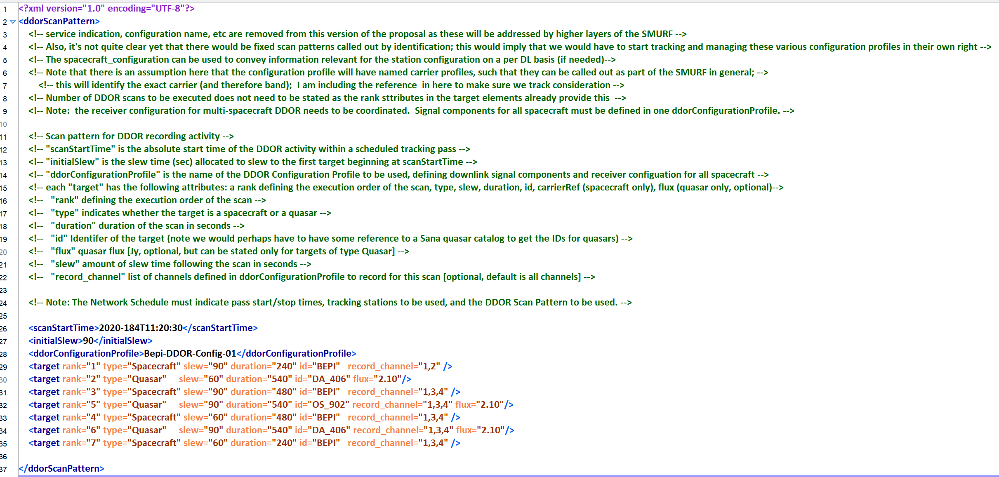 1 <?xml version="1.0" encoding="UTF-8"?>
2 <ddorScanPattern>
3 <!-- service indication, configuration name, etc are removed from this version of the proposal as these will be addressed by higher layers of the SMURF -->
4 <!-- Also, it's not quite clear yet that there would be fixed scan patterns called out by identification; this would imply that we would have to start tracking and managing these various configuration profiles in their own right -->
5 <!-- The spacecraft_configuration can be used to convey information relevant for the station configuration on a per DL basis (if needed)-->
6 <!-- Note that there is an assumption here that the configuration profile will have named carrier profiles, such that they can be called out as part of the SMURF in general; -->
7 <!-- this will identify the exact carrier (and therefore band);  I am including the reference  in here to make sure we track consideration -->
8 <!-- Number of DDOR scans to be executed does not need to be stated as the rank sttributes in the target elements already provide this  -->
9 <!-- Note:  the receiver configuration for multi-spacecraft DDOR needs to be coordinated.  Signal components for all spacecraft must be defined in one ddorConfigurationProfile. -->
10
11 <!-- Scan pattern for DDOR recording activity -->
12 <!-- "scanStartTime" is the absolute start time of the DDOR activity within a scheduled tracking pass -->
13 <!-- "initialSlew" is the slew time (sec) allocated to slew to the first target beginning at scanStartTime -->
14 <!-- "ddorConfigurationProfile" is the name of the DDOR Configuration Profile to be used, defining downlink signal components and receiver configuation for all spacecraft -->
15 <!-- each "target" has the following attributes: a rank defining the execution order of the scan, type, slew, duration, id, carrierRef (spacecraft only), flux (quasar only, optional)-->
16 <!--   "rank" defining the execution order of the scan -->
17 <!--   "type" indicates whether the target is a spacecraft or a quasar -->
18 <!--   "duration" duration of the scan in seconds -->
19 <!--   "id" Identifer of the target (note we would perhaps have to have some reference to a Sana quasar catalog to get the IDs for quasars) -->
20 <!--   "flux" quasar flux [Jy, optional, but can be stated only for targets of type Quasar] -->
21 <!--   "slew" amount of slew time following the scan in seconds -->
22 <!--   "record_channel" list of channels defined in ddorConfigurationProfile to record for this scan [optional, default is all channels] -->
23
24 <!-- Note: The Network Schedule must indicate pass start/stop times, tracking stations to be used, and the DDOR Scan Pattern to be used. -->
25
26 <scanStartTime>2020-184T11:20:30</scanStartTime>
27 <initialSlew>90</initialSlew>
28 <ddorConfigurationProfile>Bepi-DDOR-Config-01</ddorConfigurationProfile>
29 <target rank="1" type="Spacecraft" slew="90" duration="240" id="BEPI"   record_channel="1,2" />
30 <target rank="2" type="Quasar"     slew="60" duration="540" id="DA_406" flux="2.10"/>
31 <target rank="3" type="Spacecraft" slew="90" duration="480" id="BEPI"   record_channel="1,3,4" />
32 <target rank="5" type="Quasar"     slew="90" duration="540" id="OS_902" record_channel="1,3,4" flux="2.10"/>
33 <target rank="4" type="Spacecraft" slew="60" duration="480" id="BEPI"   record_channel="1,3,4" />
34 <target rank="6" type="Quasar"     slew="90" duration="540" id="DA_406" record_channel="1,3,4" flux="2.10"/>
35 <target rank="7" type="Spacecraft" slew="60" duration="240" id="BEPI"   record_channel="1,3,4" />
36
37 </ddorScanPattern>